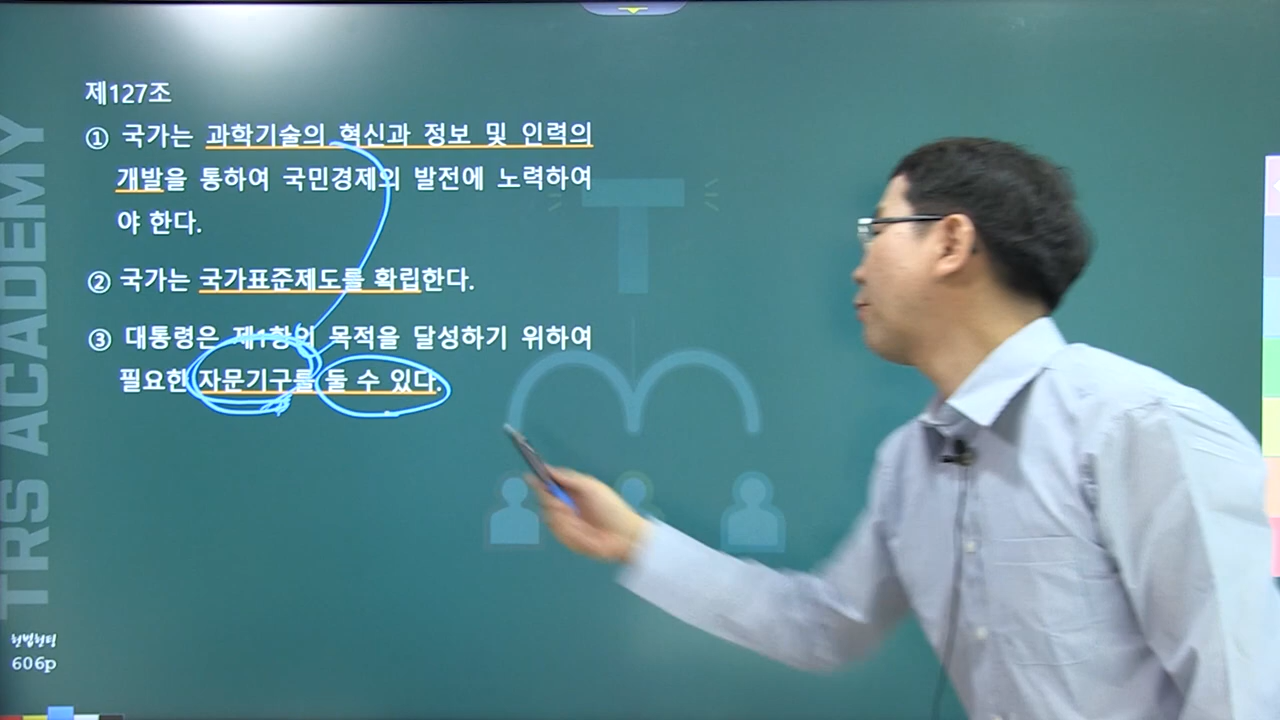 제127조
① 국가는 과학기술의 혁신과 정보 및 인력의
개발을 통하여 국민경제의 발전에 노력하여
야 한다.
② 국가는 국가표준제도를 확립한다.
③ 대통령은 제1항의 목적을 달성하기 위하여
필요한 자문기구를 둘 수 있다.
TRS ACADEMY
606p